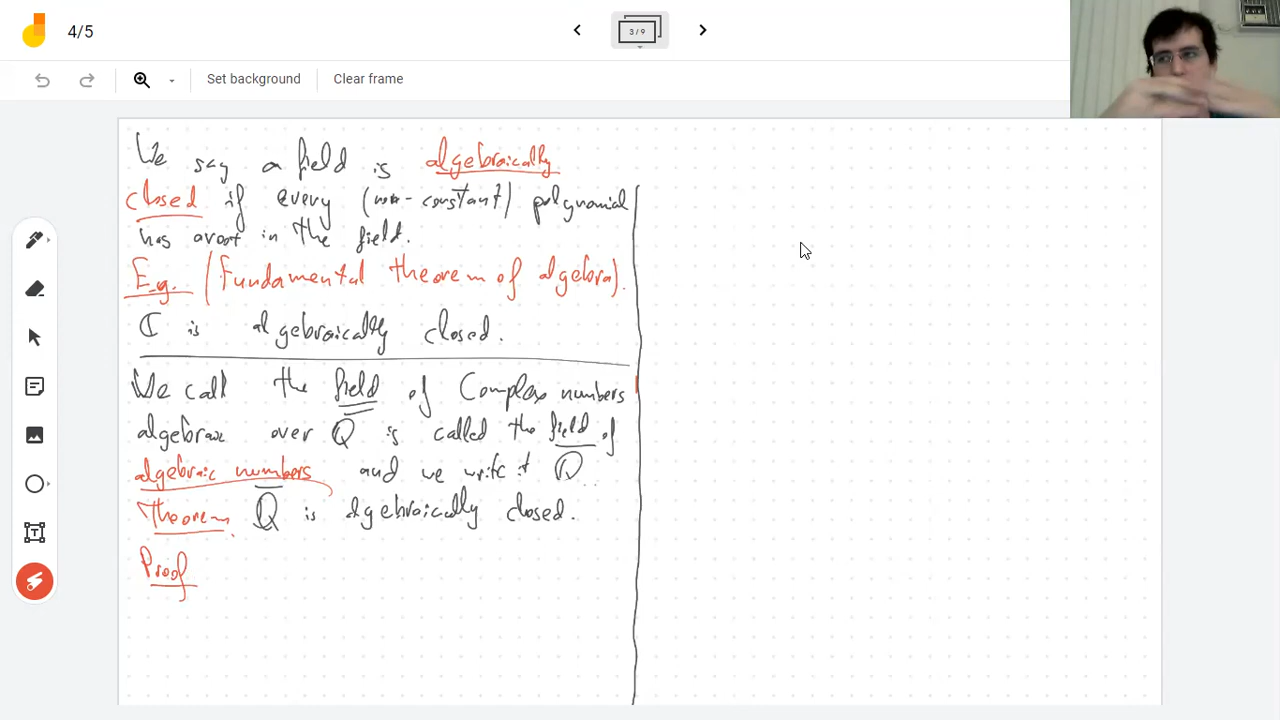 4/5
3 / 9
Set background
Clear frame
We say a field is algebraically
closed if every (non-constant) polynomial
has a root in the field.
E.g. (Fundamental theorem of algebra).
ℂ is algebraically closed.
We call the field of Complex numbers
algebraic over ℚ is called the field of
algebraic numbers and we write it ℚ̅
Theorem ℚ̅ is algebraically closed.
Proof